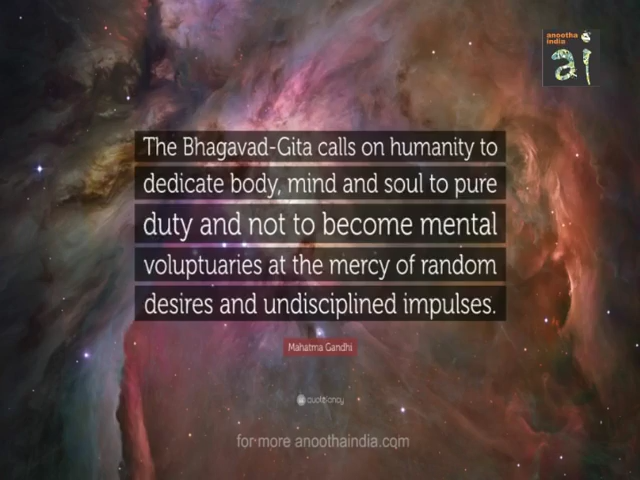 anootha
india
ai
The Bhagavad-Gita calls on humanity to
dedicate body, mind and soul to pure
duty and not to become mental
voluptuaries at the mercy of random
desires and undisciplined impulses.
Mahatma Gandhi
quotefancy
for more anoothaindia.com